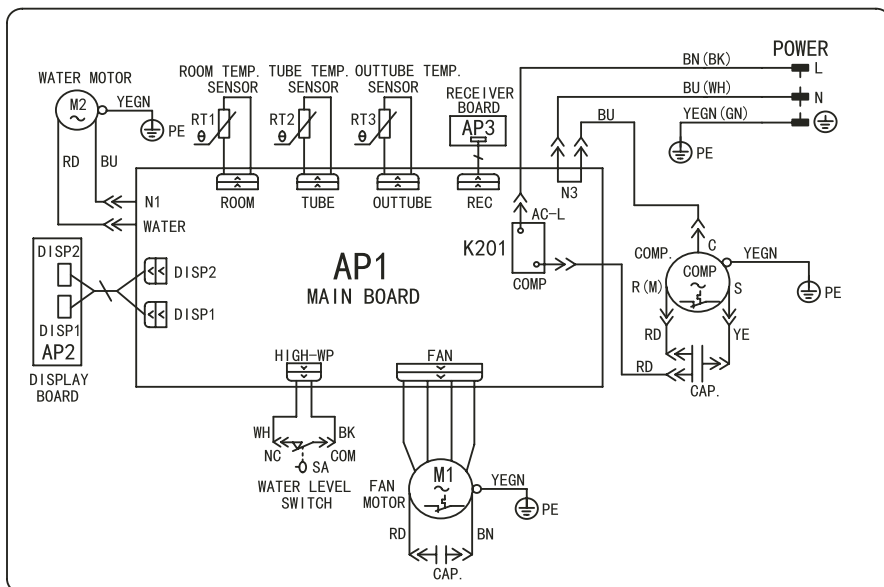 POWER
BN(BK)
L
ROOM TEMP. SENSOR
TUBE TEMP. SENSOR
OUTTUBE TEMP. SENSOR
WATER MOTOR
M2
~
YEGN
PE
RT1
θ
RT2
θ
RT3
θ
RECEIVER
BOARD
AP3
BU(WH)
N
BU
YEGN(GN)
PE
RD
BU
N1
WATER
ROOM
TUBE
OUTTUBE
REC
N3
AC-L
K201
COMP
AP1
MAIN BOARD
DISP2
DISP1
AP2
DISPLAY
BOARD
DISP2
DISP1
COMP.
C
COMP
~
YEGN
PE
R(M)
S
RD
YE
RD
CAP.
HIGH-WP
FAN
WH
BK
NC
COM
SA
WATER LEVEL
SWITCH
FAN
MOTOR
M1
~
YEGN
PE
RD
BN
CAP.